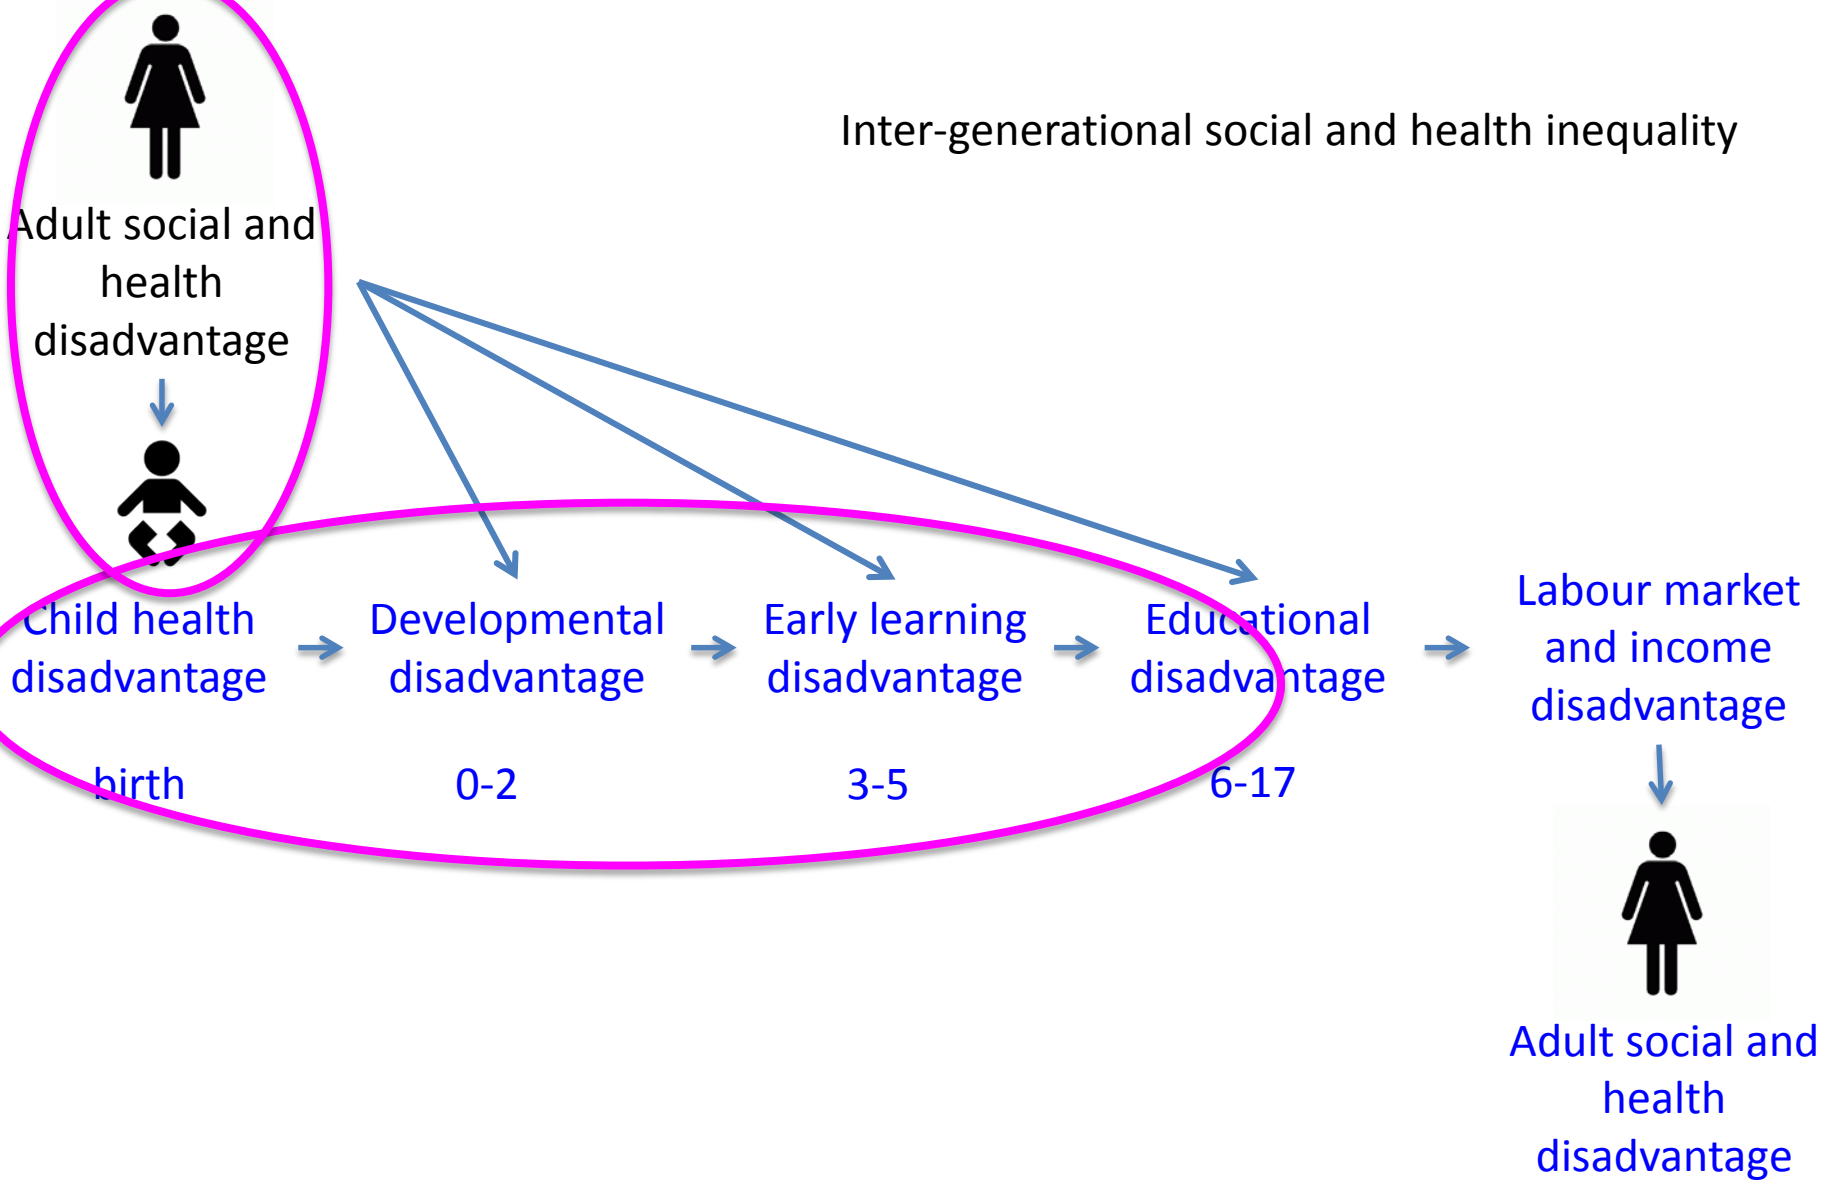 Inter-generational social and health inequality
Adult social and
health
disadvantage
Child health
disadvantage
birth
Developmental
disadvantage
0-2
Early learning
disadvantage
3-5
Educational
disadvantage
6-17
Labour market
and income
disadvantage
Adult social and
health
disadvantage